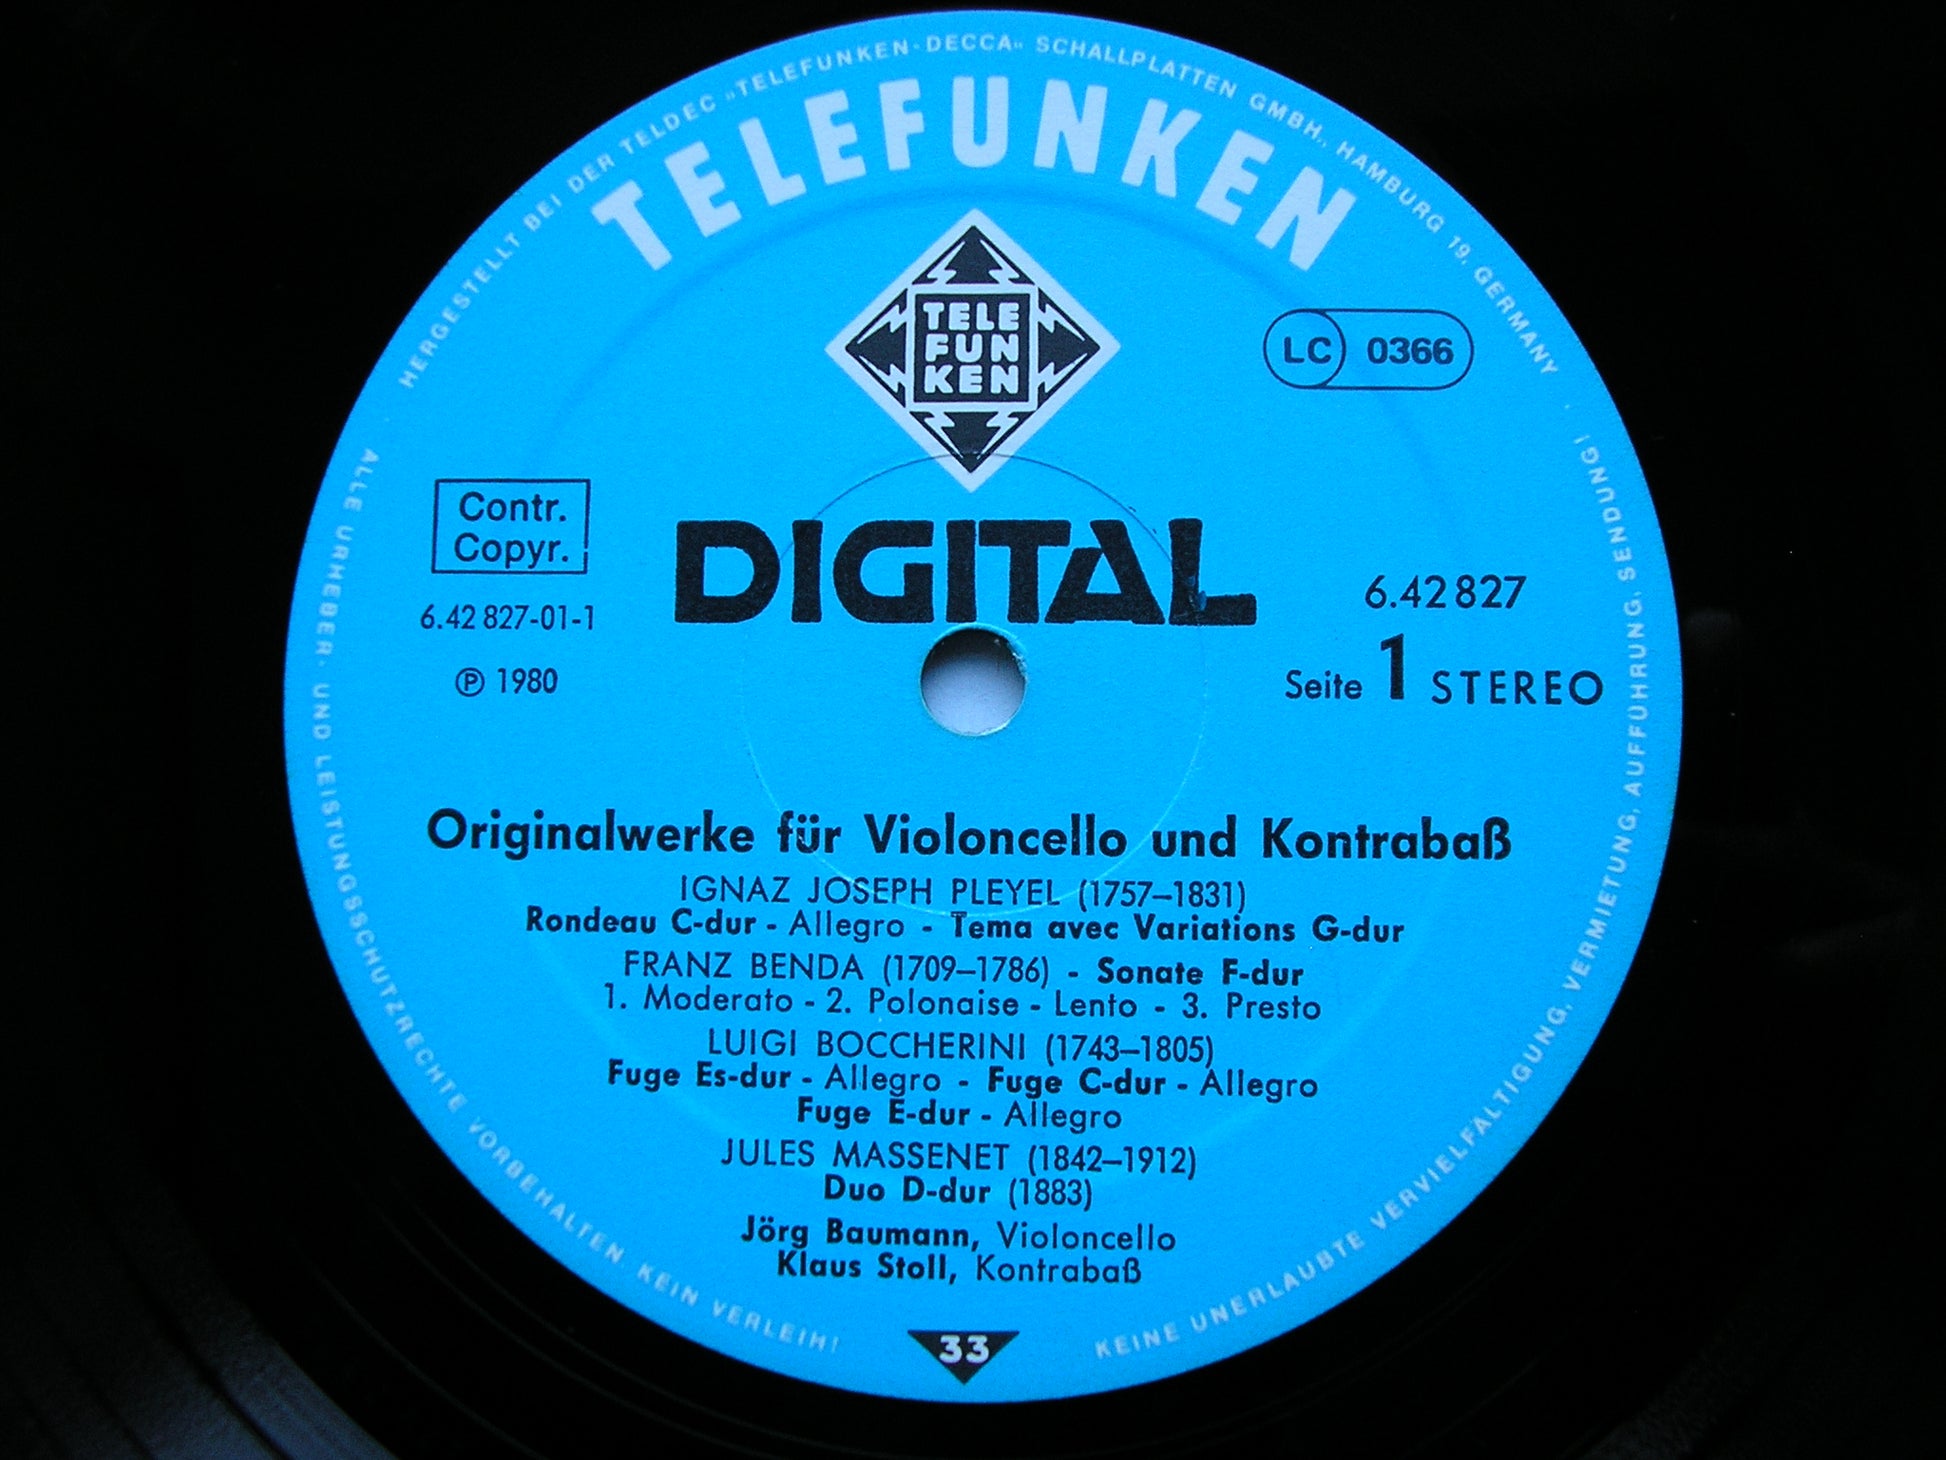 HERGESTELLT BEI DER TELDEC »TELEFUNKEN-DECCA« SCHALLPLATTEN GMBH., HAMBURG 19, GERMANY
TELEFUNKEN
TELE
FUN
KEN
LC 0366
Contr.
Copyr.
DIGITAL
6.42 827-01-1
6.42 827
℗ 1980
Seite 1 STEREO
Originalwerke für Violoncello und Kontrabaß
IGNAZ JOSEPH PLEYEL (1757–1831)
Rondeau C-dur - Allegro - Tema avec Variations G-dur
FRANZ BENDA (1709–1786) - Sonate F-dur
1. Moderato - 2. Polonaise - Lento - 3. Presto
LUIGI BOCCHERINI (1743–1805)
Fuge Es-dur - Allegro - Fuge C-dur - Allegro
Fuge E-dur - Allegro
JULES MASSENET (1842–1912)
Duo D-dur (1883)
Jörg Baumann, Violoncello
Klaus Stoll, Kontrabaß
33
ALLE URHEBER- UND LEISTUNGSSCHUTZRECHTE VORBEHALTEN KEIN VERLEIH!
KEINE UNERLAUBTE VERVIELFÄLTIGUNG, VERMIETUNG, AUFFÜHRUNG, SENDUNG!